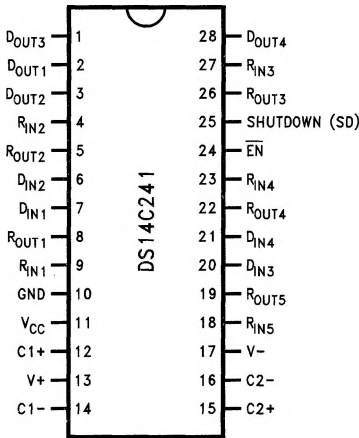 DOUT3 1 28 DOUT4
DOUT1 2 27 RIN3
DOUT2 3 26 ROUT3
RIN2 4 25 SHUTDOWN (SD)
ROUT2 5 24 E̅N̅
DIN2 6 23 RIN4
DIN1 7 22 ROUT4
ROUT1 8 21 DIN4
RIN1 9 20 DIN3
GND 10 19 ROUT5
VCC 11 18 RIN5
C1+ 12 17 V-
V+ 13 16 C2-
C1- 14 15 C2+
DS14C241